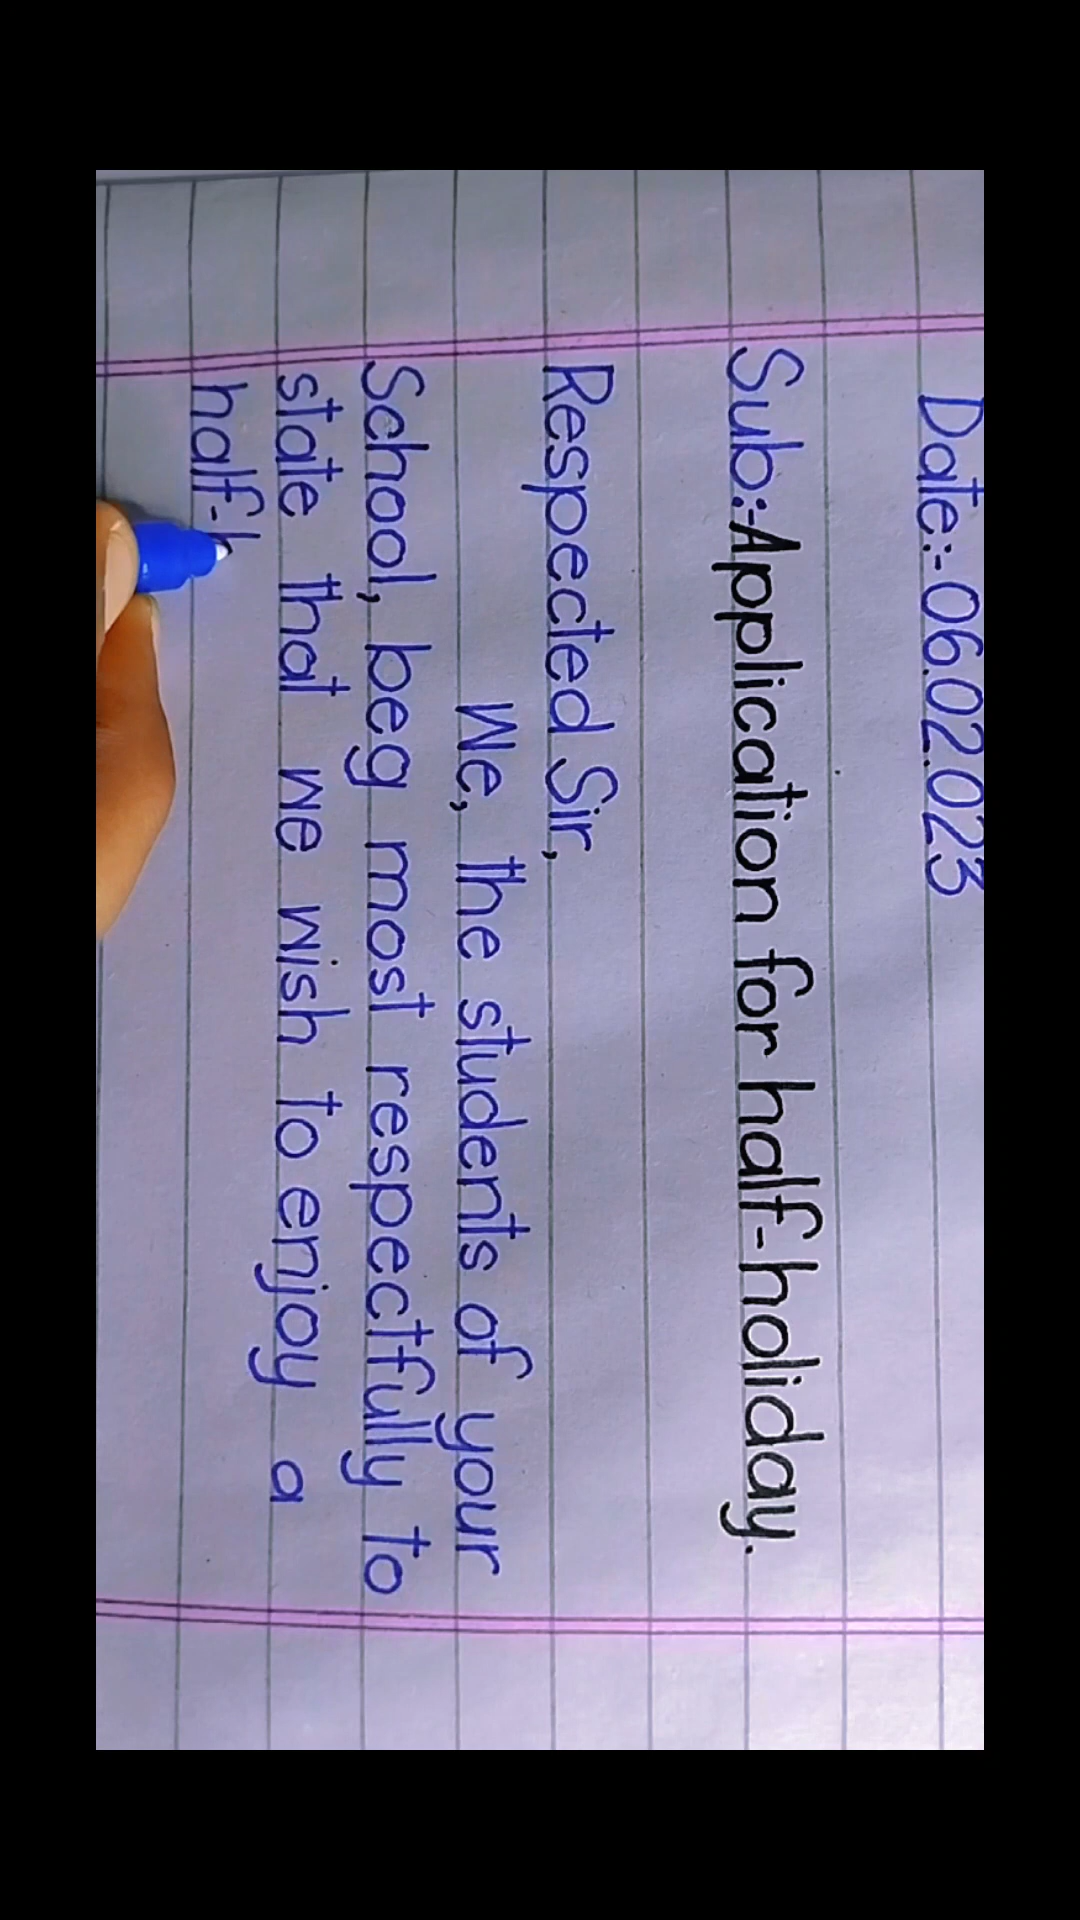 Date:-06.02.023
Sub:-Application for half-holiday.
Respected Sir,
We, the students of your
School, beg most respectfully to
state that we wish to enjoy a
half-h